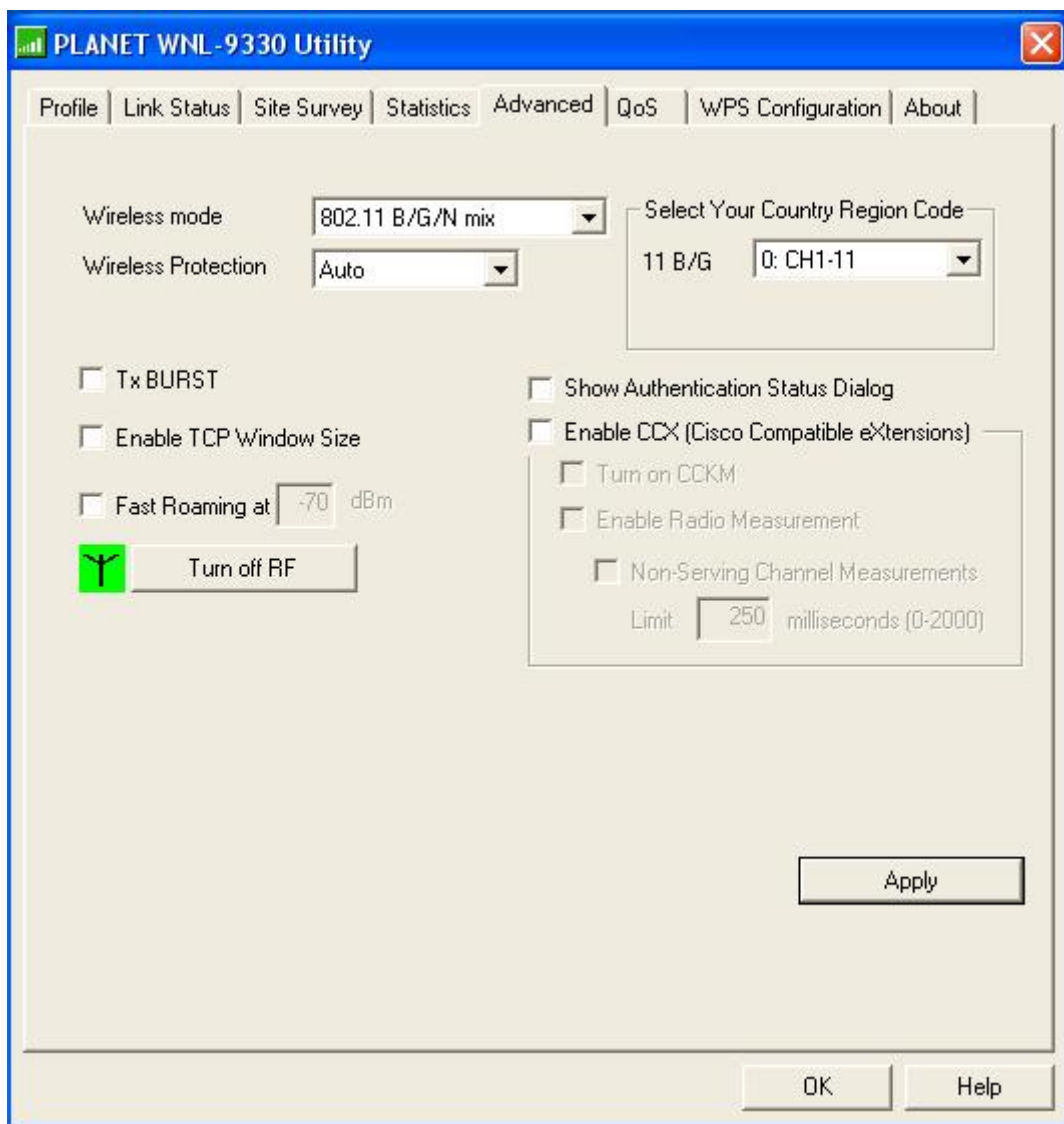 PLANET WNL-9330 Utility
Profile Link Status Site Survey Statistics Advanced QoS WPS Configuration About
Wireless mode 802.11 B/G/N mix
Wireless Protection Auto
Select Your Country Region Code
11 B/G 0: CH1-11
Tx BURST
Enable TCP Window Size
Fast Roaming at -70 dBm
Turn off RF
Show Authentication Status Dialog
Enable CCX (Cisco Compatible eXtensions)
Turn on CCKM
Enable Radio Measurement
Non-Serving Channel Measurements
Limit 250 milliseconds (0-2000)
Apply
OK Help